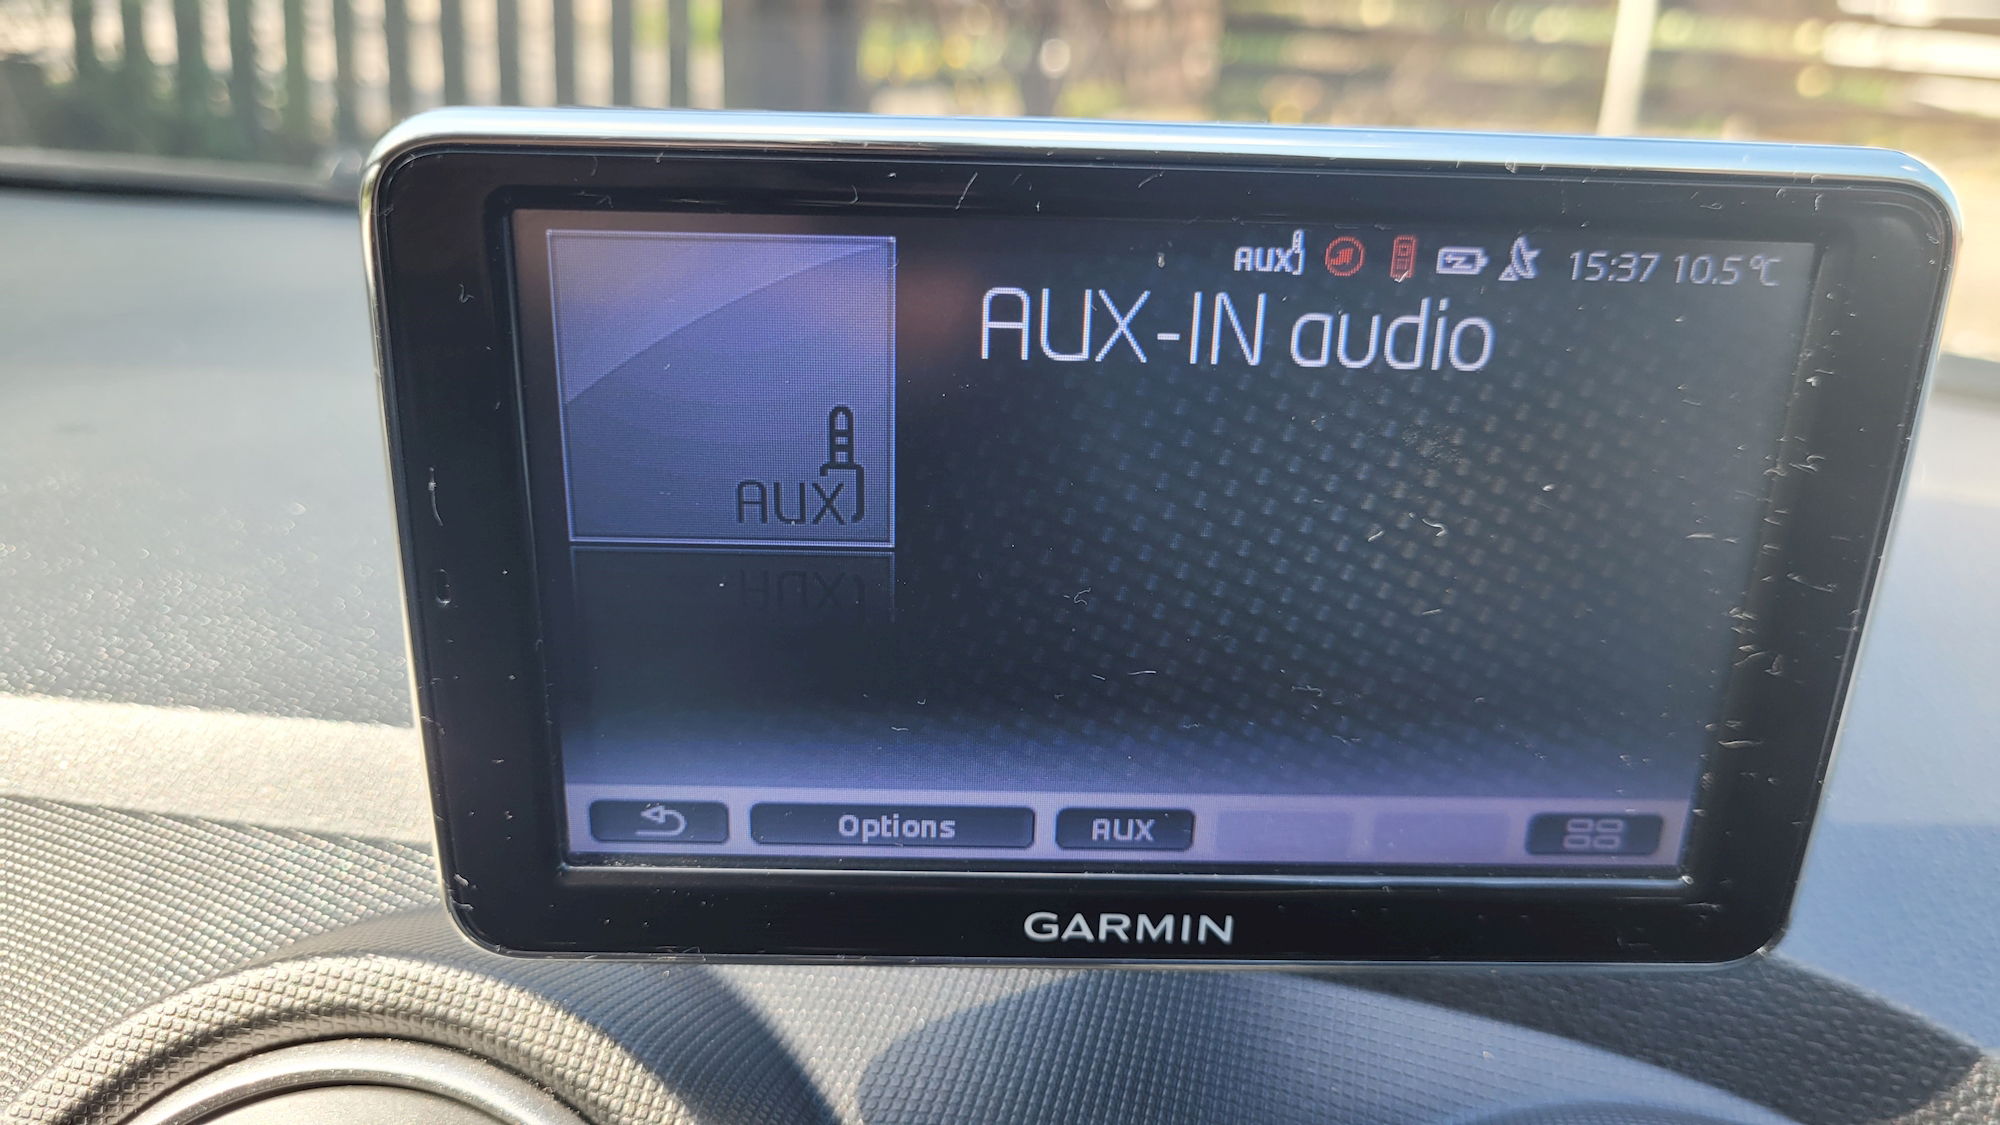 AUX 15:37 10.5°C
AUX-IN audio
AUX
Options AUX
GARMIN